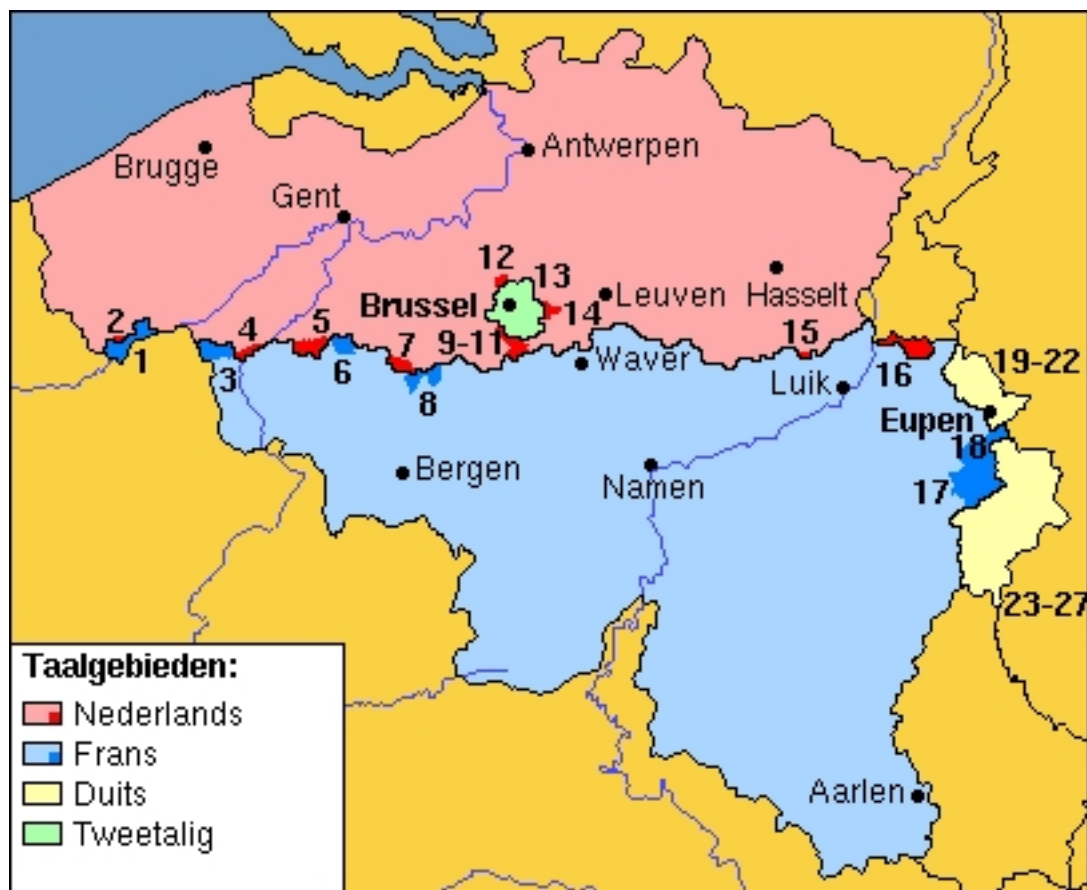 Antwerpen
Brugge
Gent
12
13
Brussel
14
Leuven
Hasselt
2
4
5
7
9-11
15
1
3
6
8
Waver
Luik
16
19-22
Eupen
18
17
Bergen
Namen
23-27
Aarlen
Taalgebieden:
Nederlands
Frans
Duits
Tweetalig